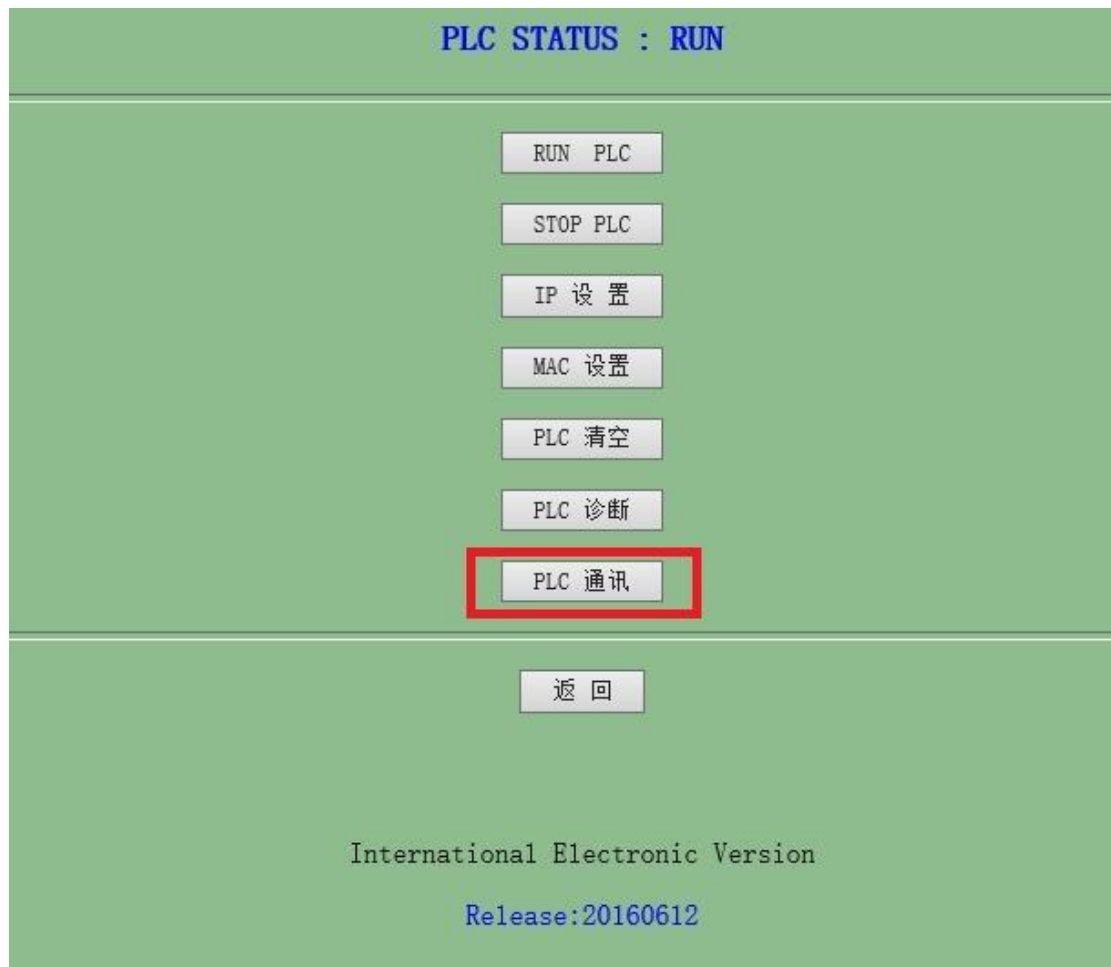 PLC STATUS : RUN
RUN PLC
STOP PLC
IP 设 置
MAC 设置
PLC 清空
PLC 诊断
PLC 通讯
返 回
International Electronic Version
Release:20160612